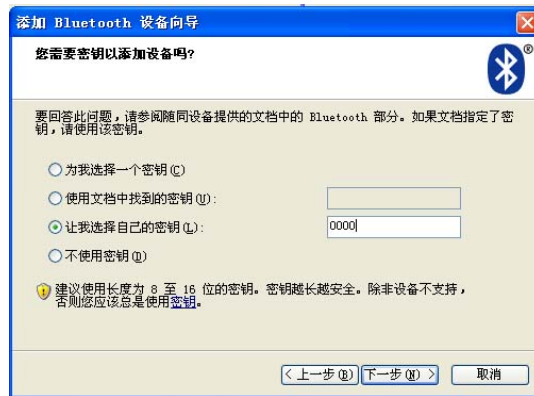 添加 Bluetooth 设备向导
您需要密钥以添加设备吗?
®
要回答此问题，请参阅随同设备提供的文档中的 Bluetooth 部分。如果文档指定了密
钥，请使用该密钥。
为我选择一个密钥(C)
使用文档中找到的密钥(U):
让我选择自己的密钥(L): 0000
不使用密钥(D)
建议使用长度为 8 至 16 位的密钥。密钥越长越安全。除非设备不支持，
否则您应该总是使用密钥。
< 上一步(B) 下一步(N) > 取消